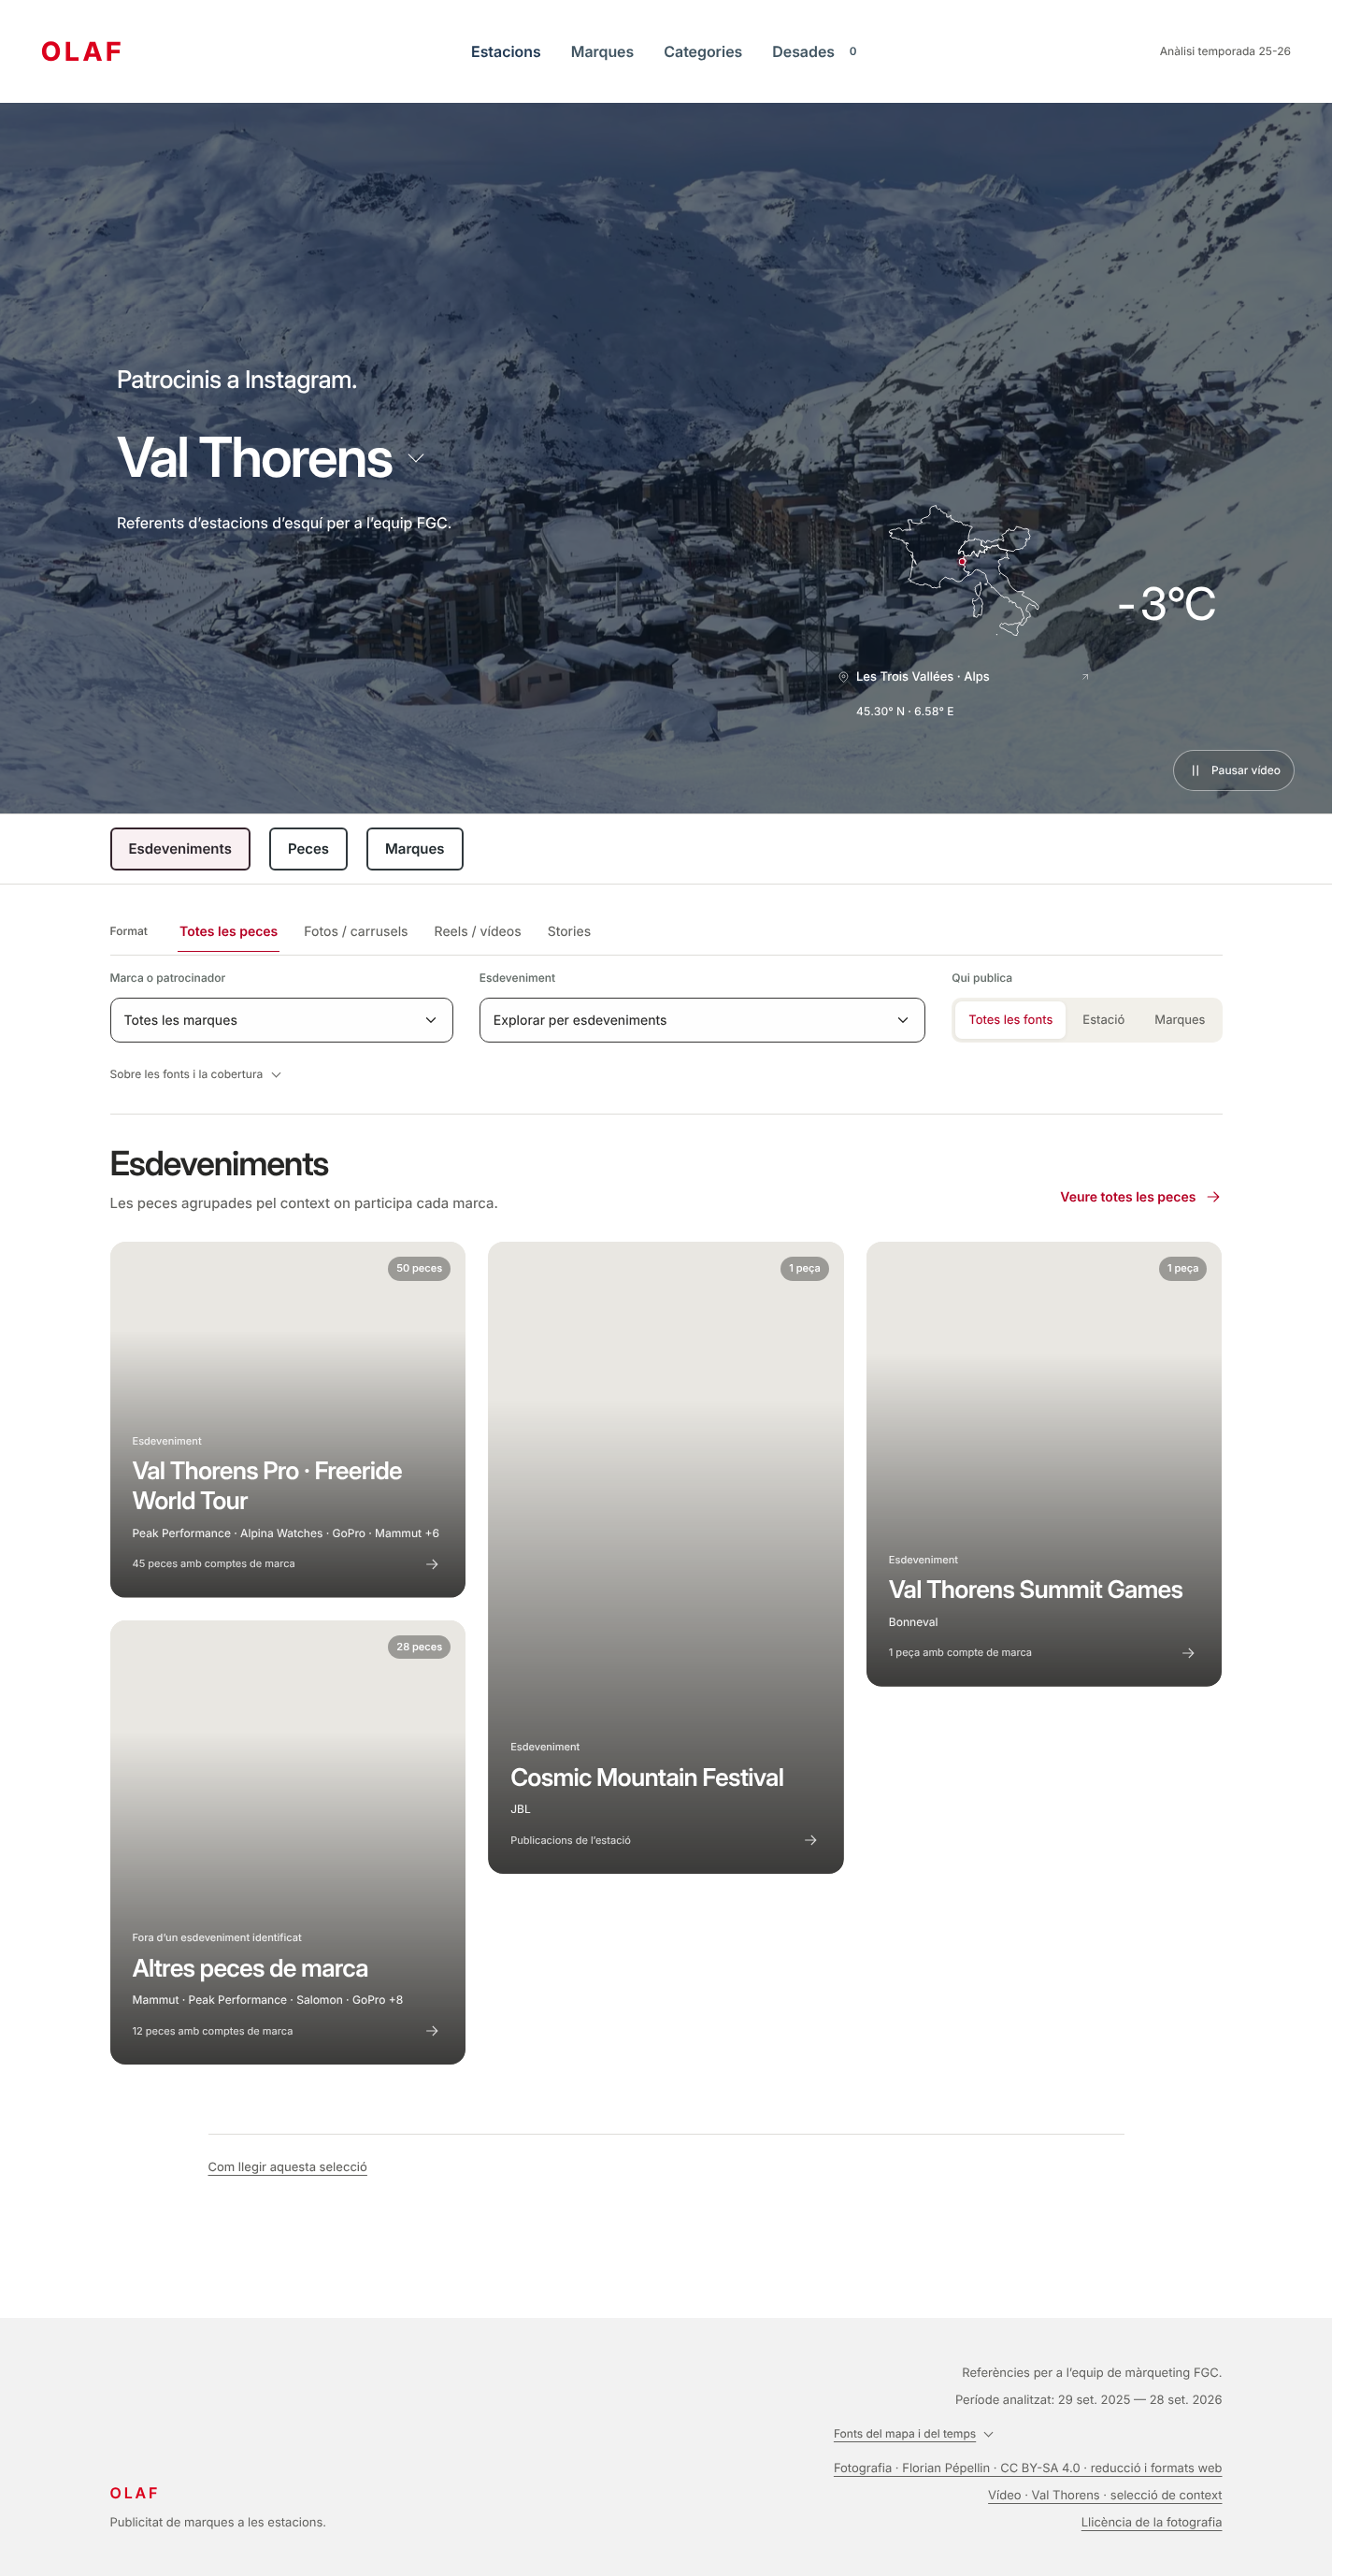 OLAF
Estacions
Marques
Categories
Desades 0
Anàlisi temporada 25-26
Patrocinis a Instagram.
Val Thorens
Referents d’estacions d’esquí per a l’equip FGC.
-3°C
Les Trois Vallées · Alps
45.30° N · 6.58° E
Pausar vídeo
Esdeveniments
Peces
Marques
Format
Totes les peces
Fotos / carrusels
Reels / vídeos
Stories
Marca o patrocinador
Totes les marques
Esdeveniment
Explorar per esdeveniments
Qui publica
Totes les fonts
Estació
Marques
Sobre les fonts i la cobertura
Esdeveniments
Les peces agrupades pel context on participa cada marca.
Veure totes les peces
50 peces
Esdeveniment
Val Thorens Pro · Freeride
World Tour
Peak Performance · Alpina Watches · GoPro · Mammut +6
45 peces amb comptes de marca
1 peça
Esdeveniment
Cosmic Mountain Festival
JBL
Publicacions de l’estació
1 peça
Esdeveniment
Val Thorens Summit Games
Bonneval
1 peça amb compte de marca
28 peces
Fora d’un esdeveniment identificat
Altres peces de marca
Mammut · Peak Performance · Salomon · GoPro +8
12 peces amb comptes de marca
Com llegir aquesta selecció
Referències per a l’equip de màrqueting FGC.
Període analitzat: 29 set. 2025 — 28 set. 2026
Fonts del mapa i del temps
Fotografia · Florian Pépellin · CC BY-SA 4.0 · reducció i formats web
Vídeo · Val Thorens · selecció de context
Llicència de la fotografia
OLAF
Publicitat de marques a les estacions.